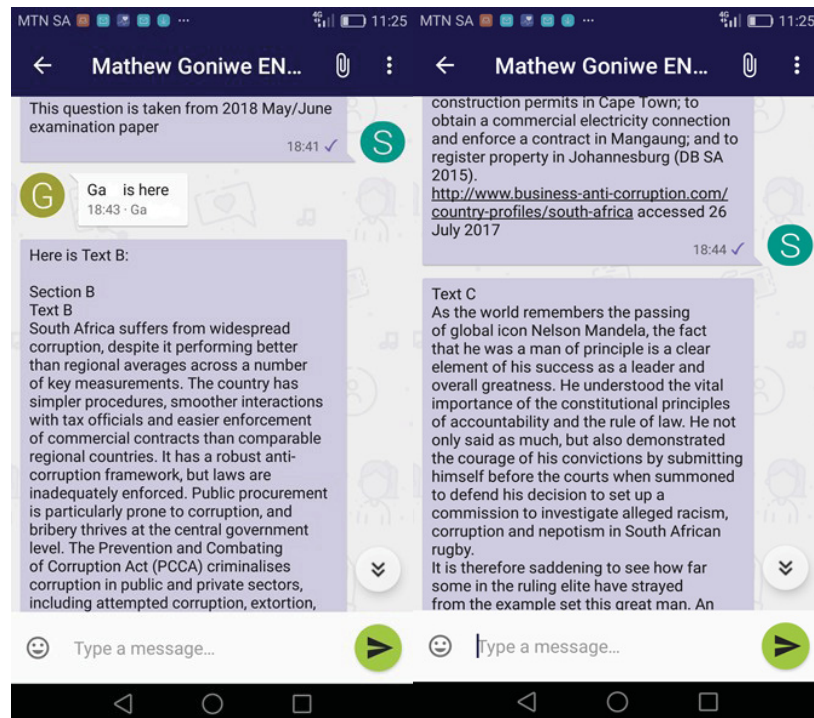 MTN SA ... 4G 11:25
Mathew Goniwe EN...
This question is taken from 2018 May/June
examination paper
18:41
S
G
Ga is here
18:43 · Ga
Here is Text B:
Section B
Text B
South Africa suffers from widespread
corruption, despite it performing better
than regional averages across a number
of key measurements. The country has
simpler procedures, smoother interactions
with tax officials and easier enforcement
of commercial contracts than comparable
regional countries. It has a robust anti-
corruption framework, but laws are
inadequately enforced. Public procurement
is particularly prone to corruption, and
bribery thrives at the central government
level. The Prevention and Combating
of Corruption Act (PCCA) criminalises
corruption in public and private sectors,
including attempted corruption, extortion,
Type a message...
MTN SA ... 4G 11:25
Mathew Goniwe EN...
construction permits in Cape Town; to
obtain a commercial electricity connection
and enforce a contract in Mangaung; and to
register property in Johannesburg (DB SA
2015).
http://www.business-anti-corruption.com/
country-profiles/south-africa accessed 26
July 2017
18:44
S
Text C
As the world remembers the passing
of global icon Nelson Mandela, the fact
that he was a man of principle is a clear
element of his success as a leader and
overall greatness. He understood the vital
importance of the constitutional principles
of accountability and the rule of law. He not
only said as much, but also demonstrated
the courage of his convictions by submitting
himself before the courts when summoned
to defend his decision to set up a
commission to investigate alleged racism,
corruption and nepotism in South African
rugby.
It is therefore saddening to see how far
some in the ruling elite have strayed
from the example set this great man. An
Type a message...